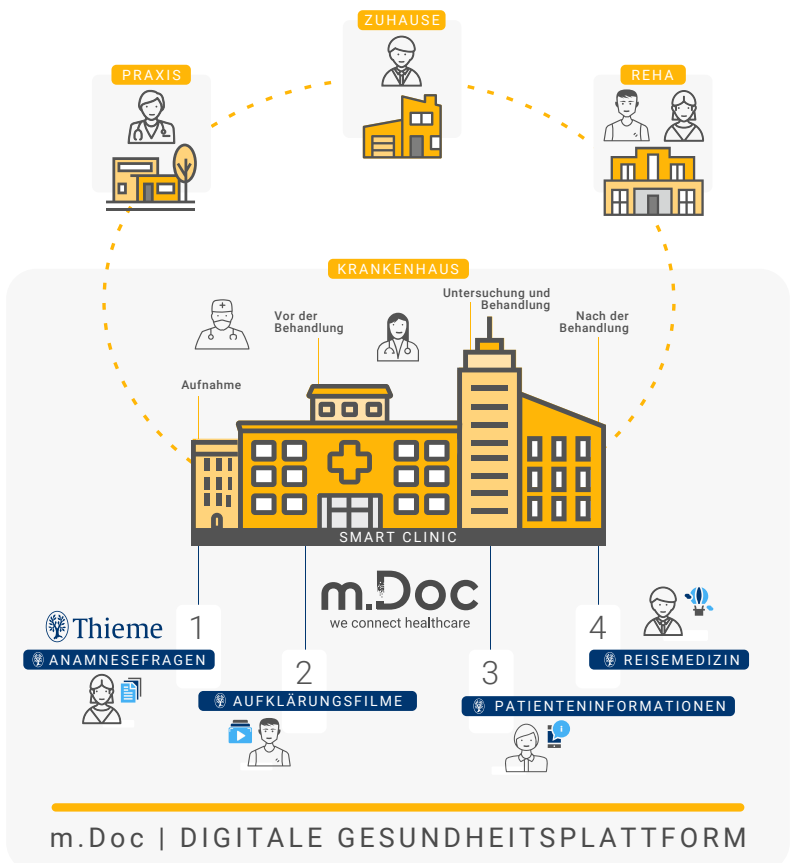 ZUHAUSE
PRAXIS
REHA
KRANKENHAUS
Untersuchung und
Behandlung
Vor der
Behandlung
Nach der
Behandlung
Aufnahme
SMART CLINIC
m.Doc
we connect healthcare
Thieme
1
ANAMNESEFRAGEN
2
AUFKLÄRUNGSFILME
3
PATIENTENINFORMATIONEN
4
REISEMEDIZIN
i
m.Doc | DIGITALE GESUNDHEITSPLATTFORM